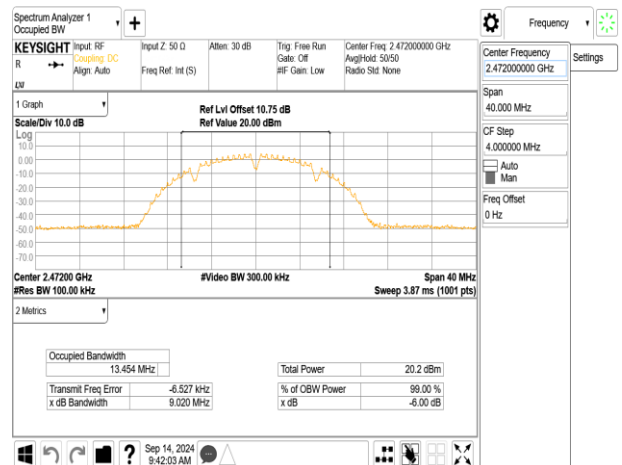 Spectrum Analyzer 1
Occupied BW
Frequency
KEYSIGHT Input: RF Input Z: 50 Ω Atten: 30 dB Trig: Free Run Center Freq: 2.472000000 GHz
Coupling: DC Gate: Off Avg|Hold: 50/50
R Align: Auto Freq Ref: Int (S) #IF Gain: Low Radio Std: None
LXI
Center Frequency
2.472000000 GHz
Settings
Span
40.000 MHz
CF Step
4.000000 MHz
Auto
Man
Freq Offset
0 Hz
1 Graph
Ref Lvl Offset 10.75 dB
Scale/Div 10.0 dB Ref Value 20.00 dBm
Log
10.0
0.00
-10.0
-20.0
-30.0
-40.0
-50.0
-60.0
-70.0
Center 2.47200 GHz #Video BW 300.00 kHz Span 40 MHz
#Res BW 100.00 kHz Sweep 3.87 ms (1001 pts)
2 Metrics
Occupied Bandwidth
13.454 MHz
Total Power 20.2 dBm
Transmit Freq Error -6.527 kHz % of OBW Power 99.00 %
x dB Bandwidth 9.020 MHz x dB -6.00 dB
? Sep 14, 2024
9:42:03 AM